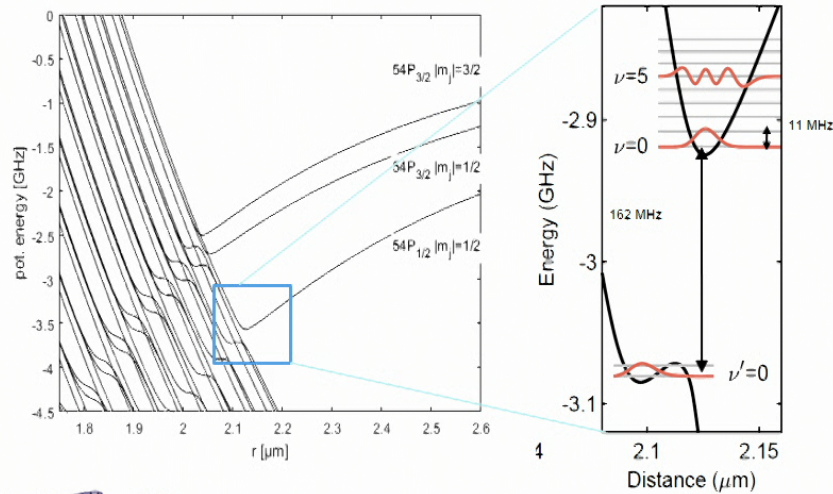 0
-0.5
-1
-1.5
-2
-2.5
-3
-3.5
-4
-4.5
pot. energy [GHz]
1.8 1.9 2 2.1 2.2 2.3 2.4 2.5 2.6
r [μm]
54P3/2 |mj|=3/2
54P3/2 |mj|=1/2
54P1/2 |mj|=1/2
ν=5
-2.9
11 MHz
ν=0
162 MHz
Energy (GHz)
-3
ν'=0
-3.1
4
2.1 2.15
Distance (μm)